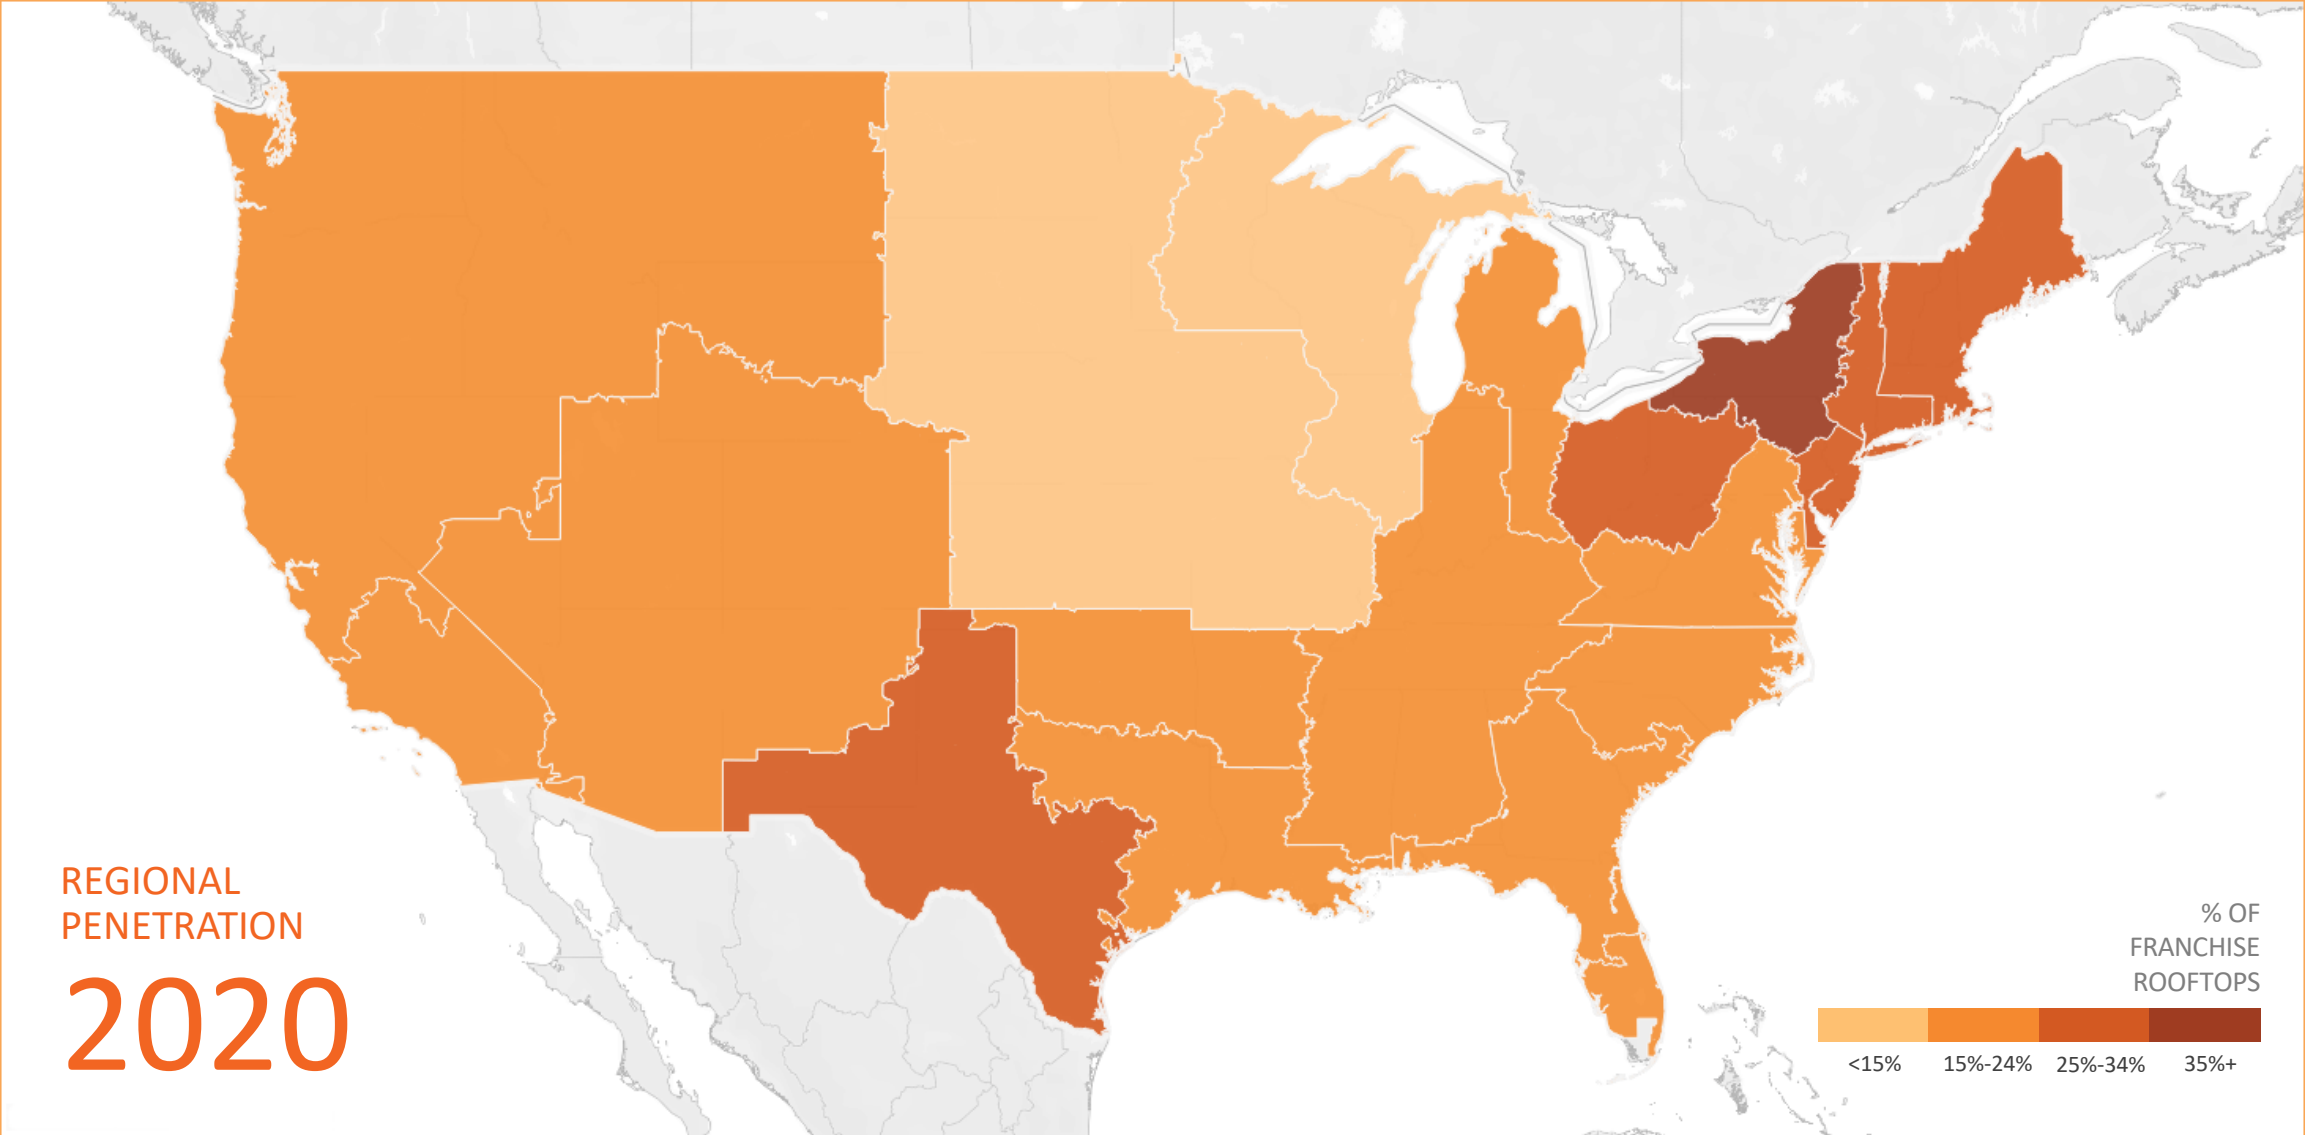 REGIONAL
PENETRATION
2020
% OF
FRANCHISE
ROOFTOPS
<15% 15%-24% 25%-34% 35%+